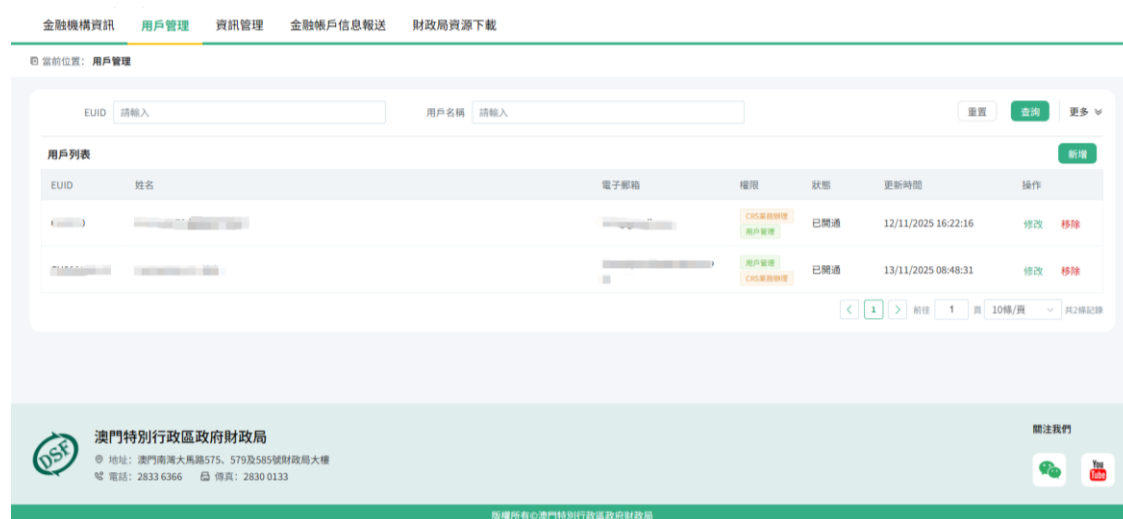 金融機構資訊 用戶管理 資訊管理 金融帳戶信息報送 財政局資源下載
當前位置： 用戶管理
EUID 請輸入 用戶名稱 請輸入 重置 查詢 更多
用戶列表 新增
EUID 姓名 電子郵箱 權限 狀態 更新時間 操作
CRS業務辦理
用戶管理
已開通 12/11/2025 16:22:16 修改 移除
用戶管理
CRS業務辦理
已開通 13/11/2025 08:48:31 修改 移除
1 前往 1 頁 10條/頁 共2條記錄
DSF
澳門特別行政區政府財政局
地址：澳門南灣大馬路575、579及585號財政局大樓
電話：2833 6366 傳真：2830 0133
關注我們
You
Tube
版權所有©澳門特別行政區政府財政局